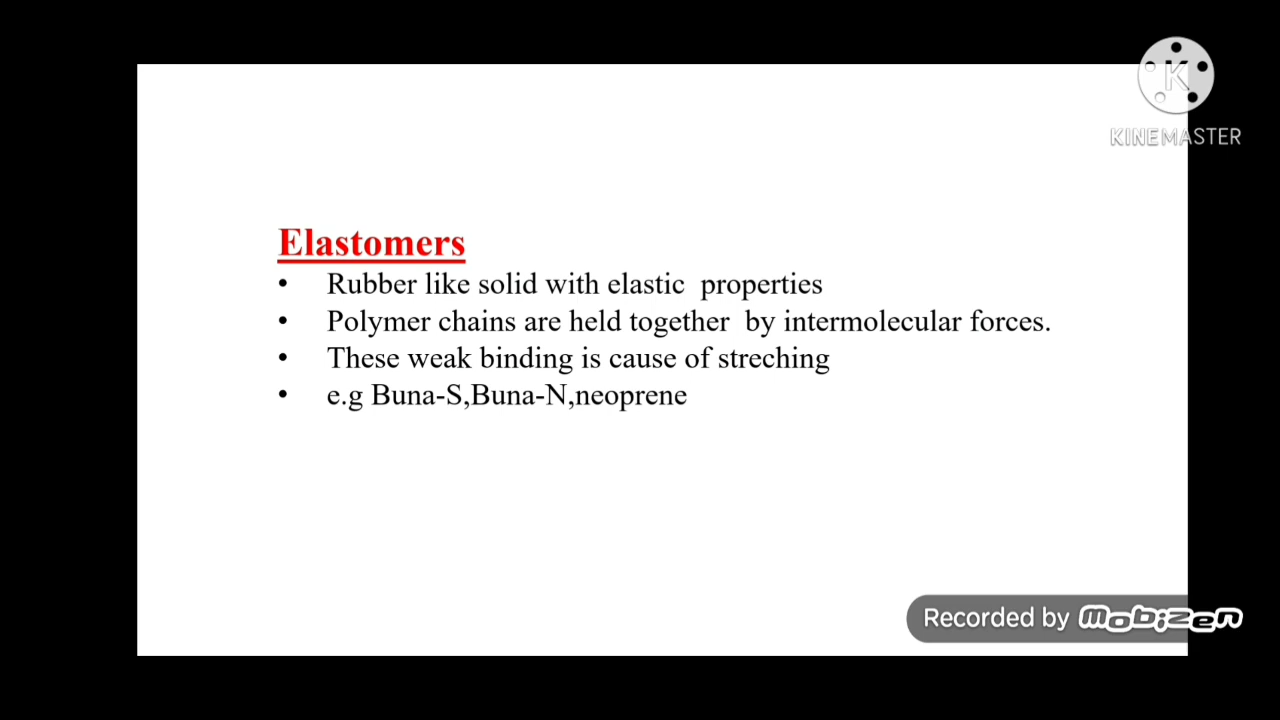 K
KINEMASTER
Elastomers
• Rubber like solid with elastic  properties
• Polymer chains are held together  by intermolecular forces.
• These weak binding is cause of streching
• e.g Buna-S,Buna-N,neoprene
Recorded by Mobizen